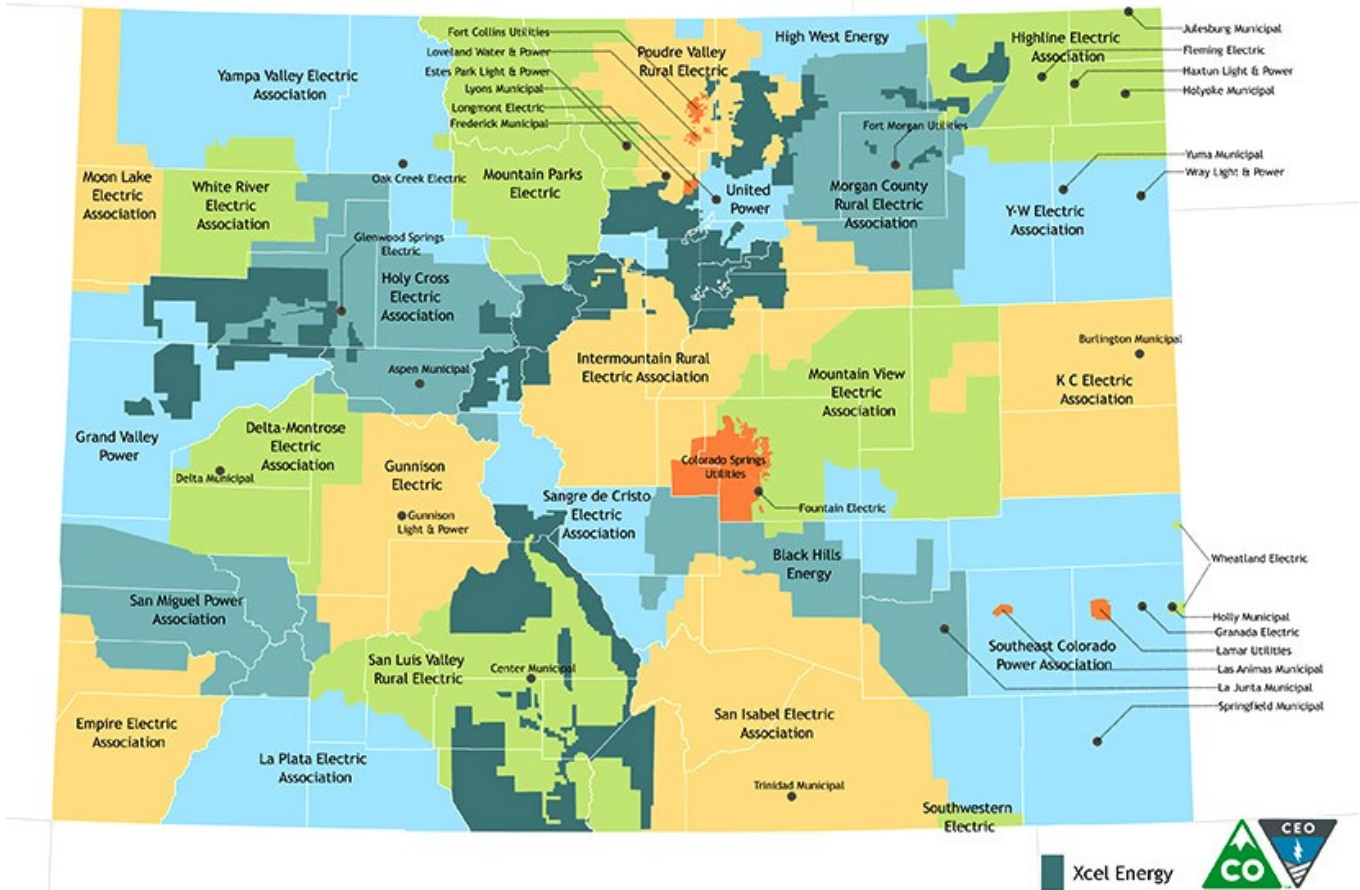 Fort Collins Utilities
Loveland Water & Power
Estes Park Light & Power
Lyons Municipal
Longmont Electric
Frederick Municipal
Poudre Valley
Rural Electric
High West Energy
Highline Electric
Association
Julesburg Municipal
Fleming Electric
Haxtun Light & Power
Holyoke Municipal
Yampa Valley Electric
Association
Fort Morgan Utilities
Yuma Municipal
Wray Light & Power
Moon Lake
Electric
Association
White River
Electric
Association
Oak Creek Electric
Mountain Parks
Electric
United
Power
Morgan County
Rural Electric
Association
Y-W Electric
Association
Glenwood Springs
Electric
Holy Cross
Electric
Association
Aspen Municipal
Intermountain Rural
Electric Association
Mountain View
Electric
Association
Burlington Municipal
K C Electric
Association
Grand Valley
Power
Delta-Montrose
Electric
Association
Delta Municipal
Gunnison
Electric
Gunnison
Light & Power
Colorado Springs
Utilities
Fountain Electric
Sangre de Cristo
Electric
Association
Black Hills
Energy
Wheatland Electric
Holly Municipal
Granada Electric
Lamar Utilities
Las Animas Municipal
La Junta Municipal
Springfield Municipal
San Miguel Power
Association
Southeast Colorado
Power Association
San Luis Valley
Rural Electric
Center Municipal
Empire Electric
Association
La Plata Electric
Association
San Isabel Electric
Association
Trinidad Municipal
Southwestern
Electric
Xcel Energy
CO
CEO